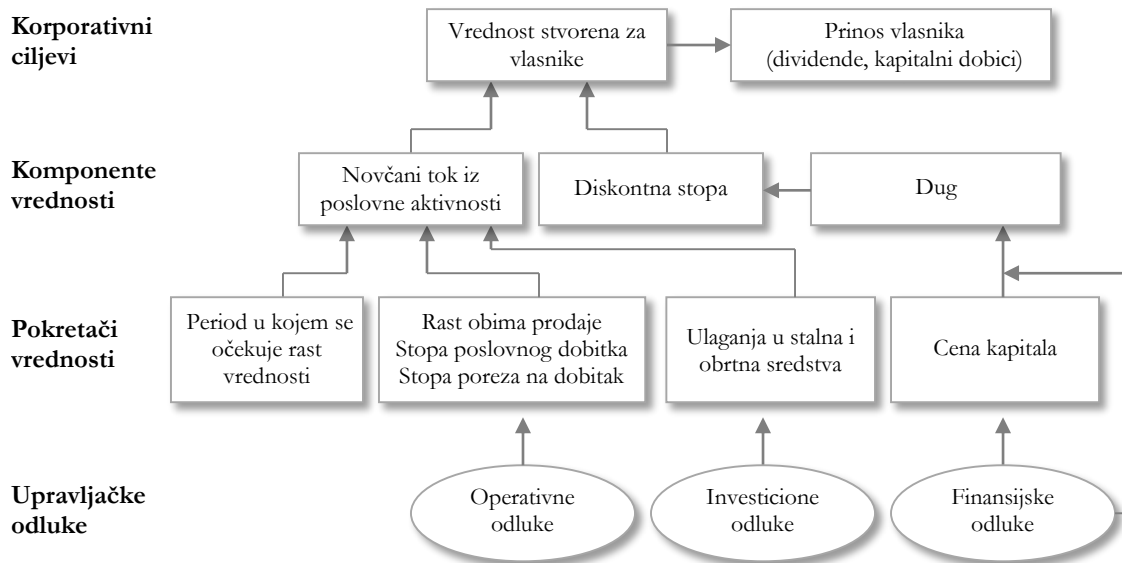 Korporativni
ciljevi
Vrednost stvorena za
vlasnike
Prinos vlasnika
(dividende, kapitalni dobici)
Komponente
vrednosti
Novčani tok iz
poslovne aktivnosti
Diskontna stopa
Dug
Pokretači
vrednosti
Period u kojem se
očekuje rast
vrednosti
Rast obima prodaje
Stopa poslovnog dobitka
Stopa poreza na dobitak
Ulaganja u stalna i
obrtna sredstva
Cena kapitala
Upravljačke
odluke
Operativne
odluke
Investicione
odluke
Finansijske
odluke